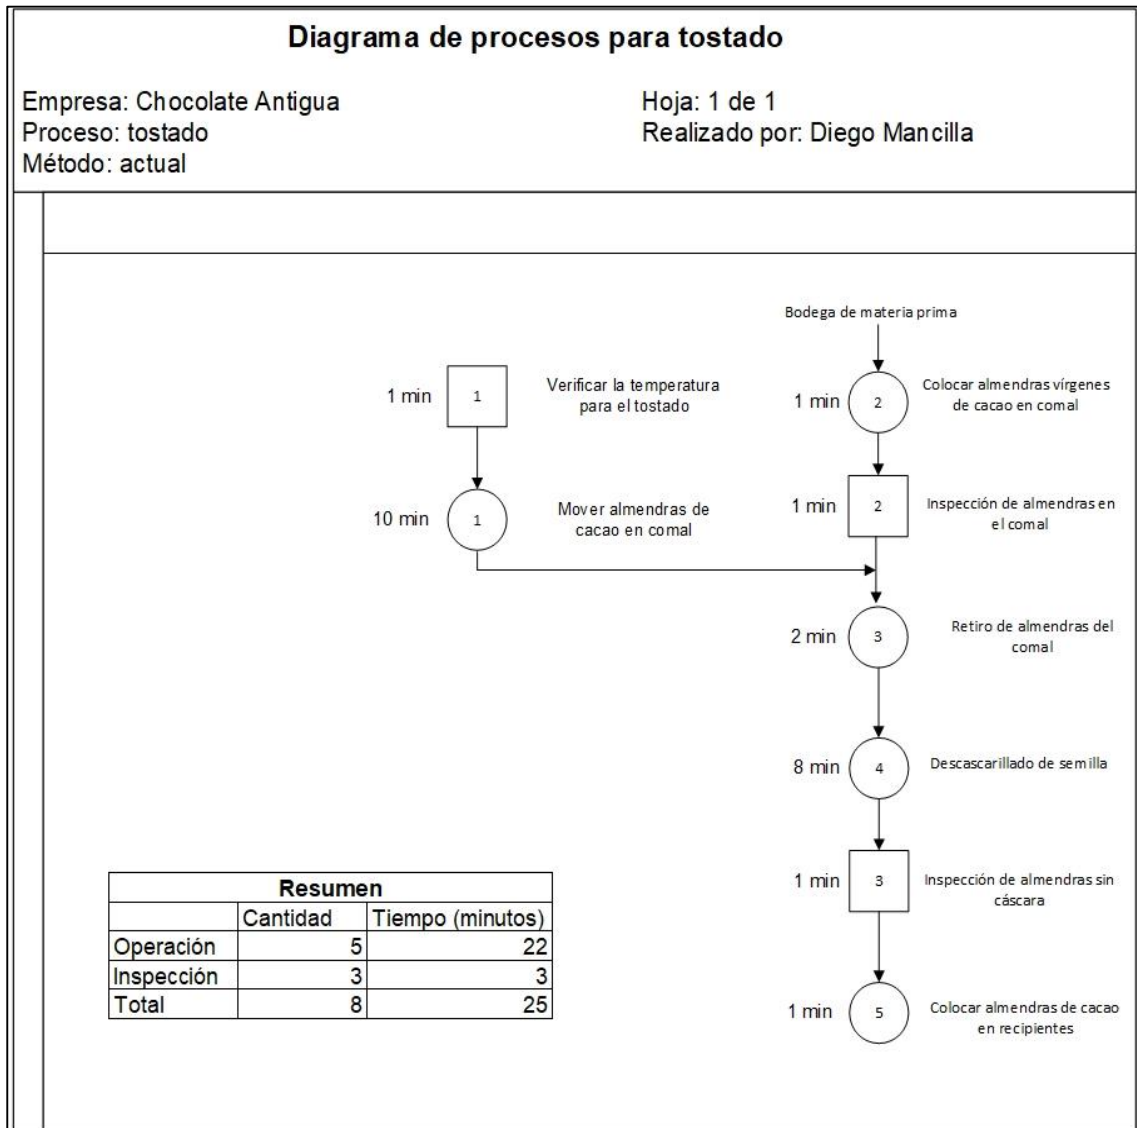 Diagrama de procesos para tostado
Empresa: Chocolate Antigua
Hoja: 1 de 1
Proceso: tostado
Realizado por: Diego Mancilla
Método: actual
Bodega de materia prima
1 min
1
Verificar la temperatura
para el tostado
1 min
2
Colocar almendras vírgenes
de cacao en comal
10 min
1
Mover almendras de
cacao en comal
1 min
2
Inspección de almendras en
el comal
2 min
3
Retiro de almendras del
comal
8 min
4
Descascarillado de semilla
1 min
3
Inspección de almendras sin
cáscara
1 min
5
Colocar almendras de cacao
en recipientes
Resumen
Cantidad Tiempo (minutos)
Operación 5 22
Inspección 3 3
Total 8 25